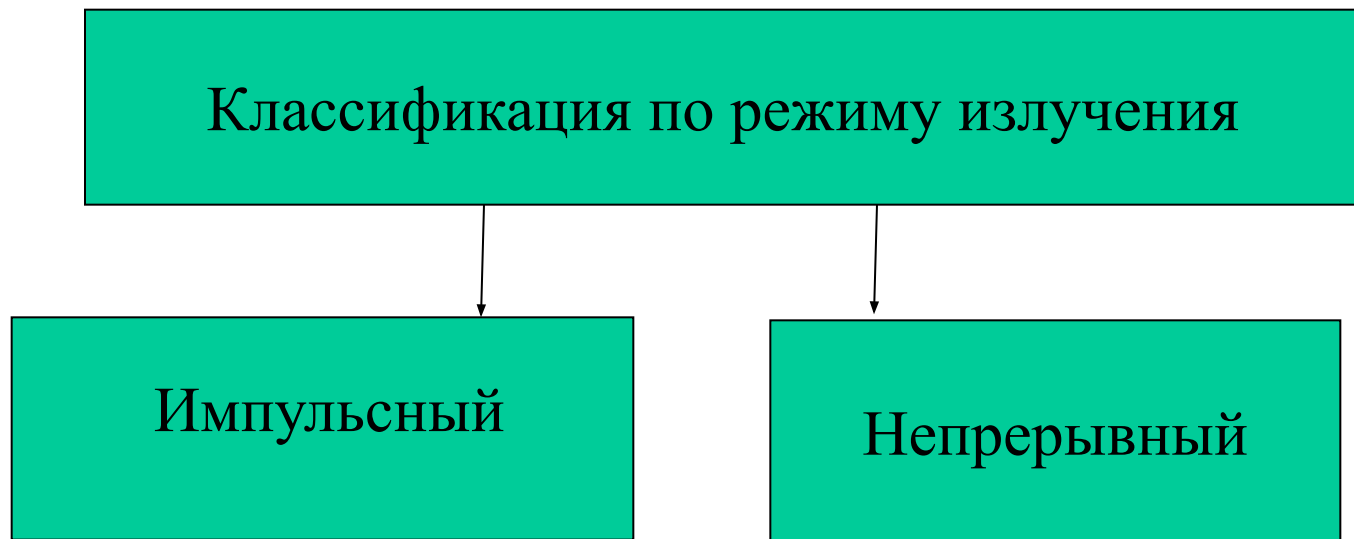 Классификация по режиму излучения
Импульсный
Непрерывный